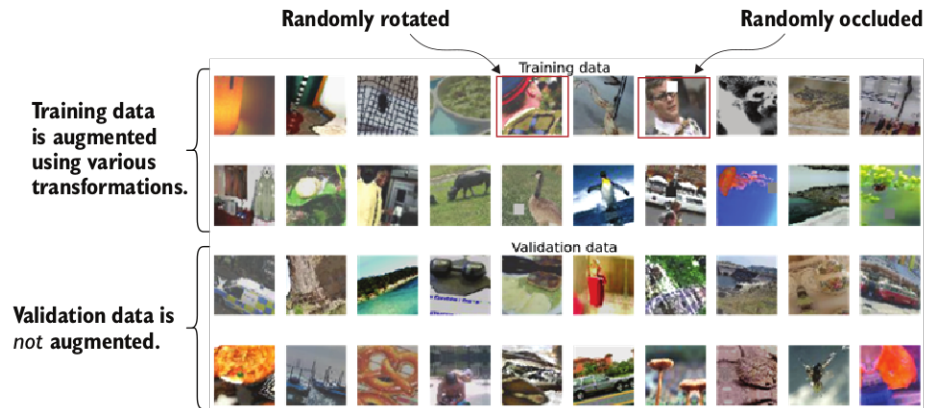 Randomly rotated
Randomly occluded
Training data
Training data
is augmented
using various
transformations.
Validation data
Validation data is
not augmented.